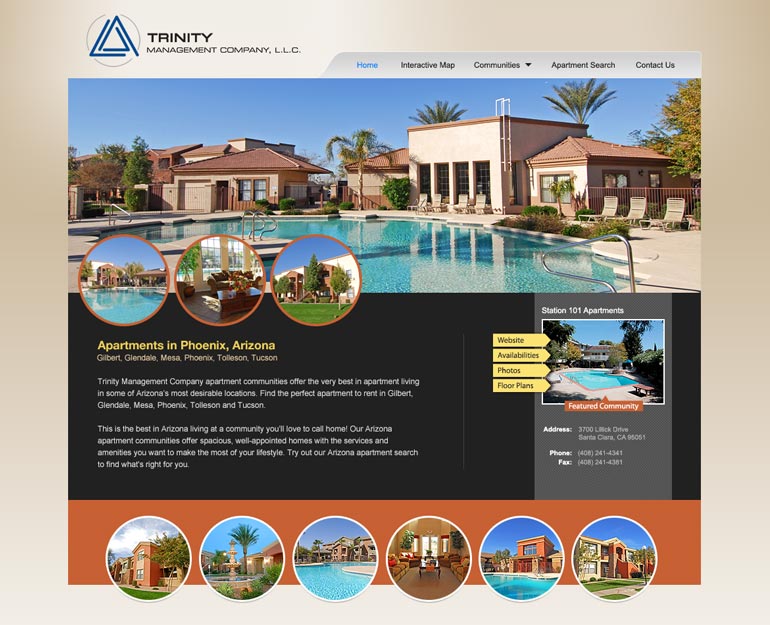 TRINITY
MANAGEMENT COMPANY, L.L.C.
Home Interactive Map Communities Apartment Search Contact Us
Apartments in Phoenix, Arizona
Gilbert, Glendale, Mesa, Phoenix, Tolleson, Tucson
Trinity Management Company apartment communities offer the very best in apartment living
in some of Arizona's most desirable locations. Find the perfect apartment to rent in Gilbert,
Glendale, Mesa, Phoenix, Tolleson and Tucson.
This is the best in Arizona living at a community you'll love to call home! Our Arizona
apartment communities offer spacious, well-appointed homes with the services and
amenities you want to make the most of your lifestyle. Try out our Arizona apartment search
to find what's right for you.
Station 101 Apartments
Website
Availabilities
Photos
Floor Plans
Featured Community
Address: 3700 Lillick Drive
Santa Clara, CA 95051
Phone: (408) 241-4341
Fax: (408) 241-4381